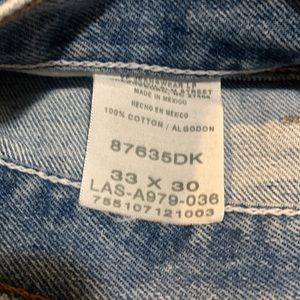 MADE IN MEXICO
HECHO EN MEXICO
100% COTTON / ALGODON
87635DK
33 X 30
LAS-A979-036
755107121003